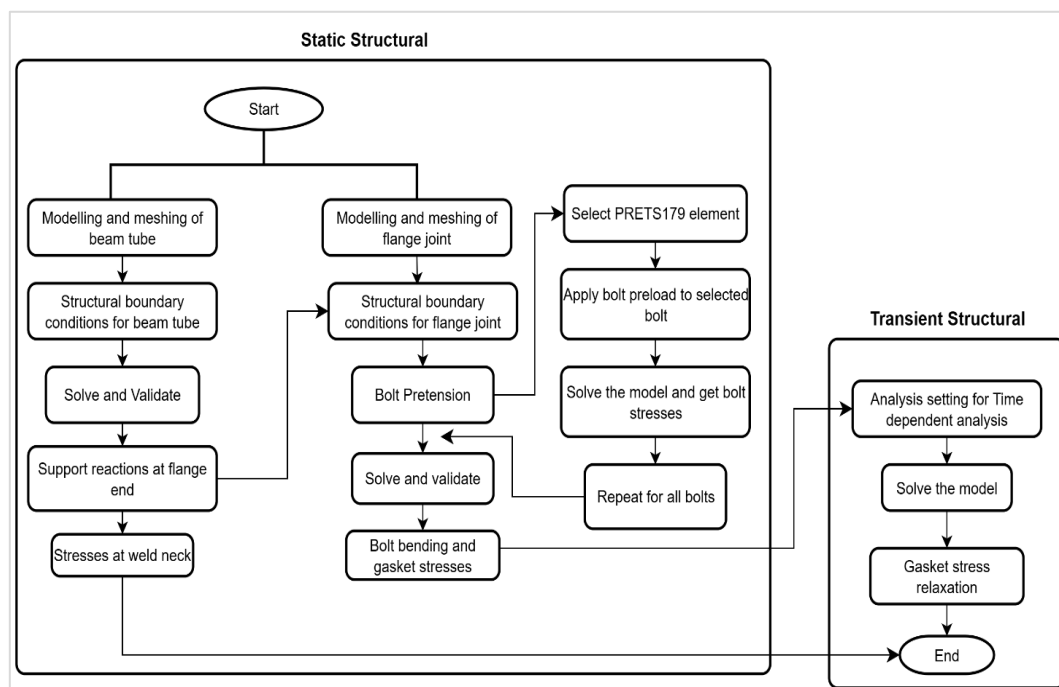 Static Structural
Start
Modelling and meshing of
beam tube
Structural boundary
conditions for beam tube
Solve and Validate
Support reactions at flange
end
Stresses at weld neck
Modelling and meshing of
flange joint
Structural boundary
conditions for flange joint
Bolt Pretension
Solve and validate
Bolt bending and
gasket stresses
Select PRETS179 element
Apply bolt preload to selected
bolt
Solve the model and get bolt
stresses
Repeat for all bolts
Transient Structural
Analysis setting for Time
dependent analysis
Solve the model
Gasket stress
relaxation
End